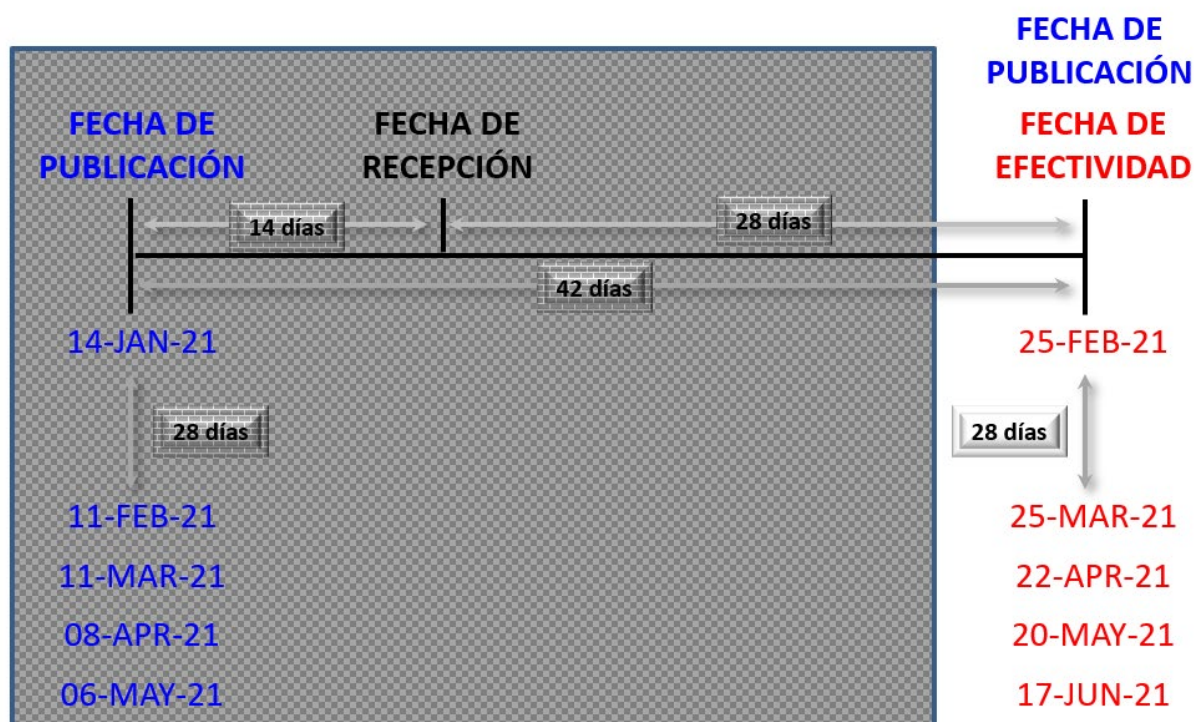 FECHA DE
PUBLICACIÓN
FECHA DE
PUBLICACIÓN
FECHA DE
RECEPCIÓN
FECHA DE
EFECTIVIDAD
14 días
28 días
42 días
14-JAN-21
25-FEB-21
28 días
28 días
11-FEB-21
25-MAR-21
11-MAR-21
22-APR-21
08-APR-21
20-MAY-21
06-MAY-21
17-JUN-21